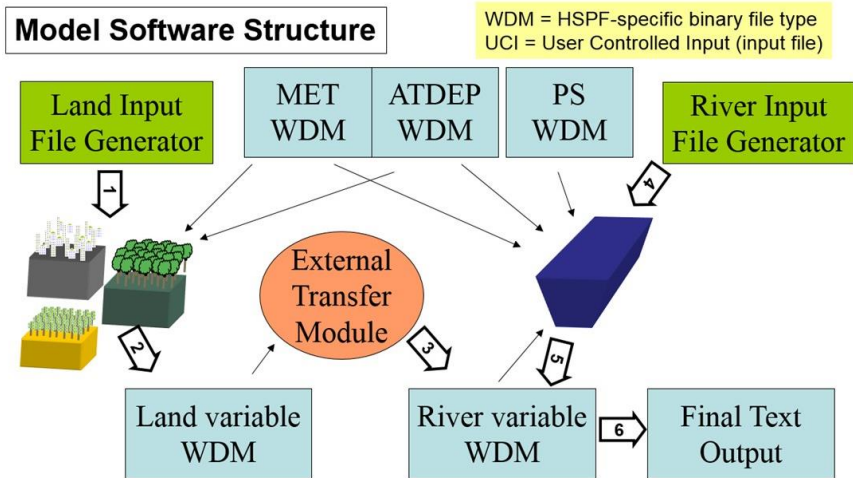 Model Software Structure
WDM = HSPF-specific binary file type
UCI = User Controlled Input (input file)
Land Input
File Generator
MET
WDM
ATDEP
WDM
PS
WDM
River Input
File Generator
1
4
External
Transfer
Module
2
3
5
Land variable
WDM
River variable
WDM
6
Final Text
Output